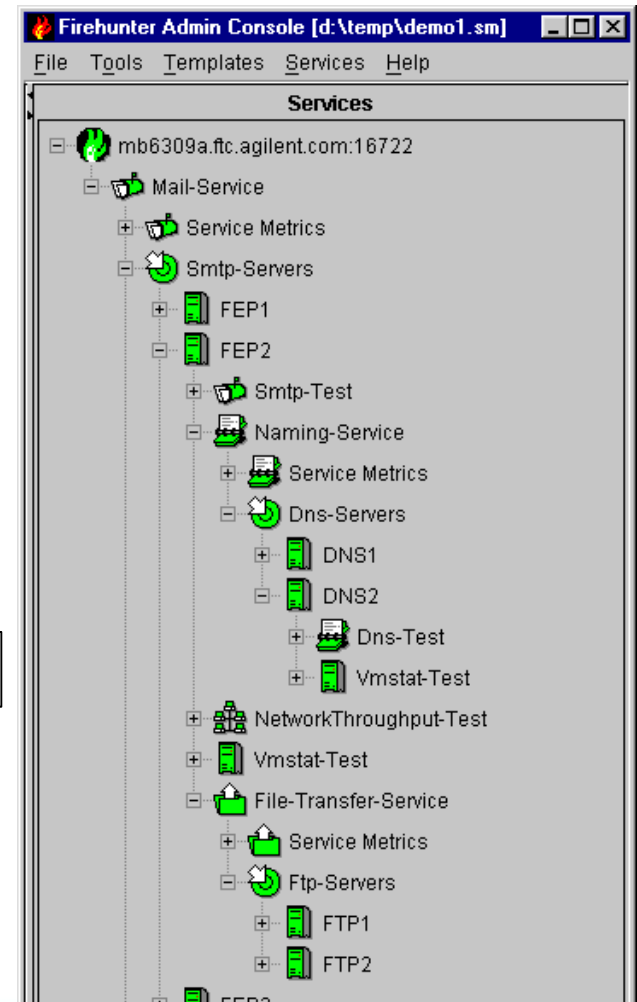 Firehunter Admin Console [d:\temp\demo1.sm]
File Tools Templates Services Help
Services
mb6309a.ftc.agilent.com:16722
Mail-Service
Service Metrics
Smtp-Servers
FEP1
FEP2
Smtp-Test
Naming-Service
Service Metrics
Dns-Servers
DNS1
DNS2
Dns-Test
Vmstat-Test
NetworkThroughput-Test
Vmstat-Test
File-Transfer-Service
Service Metrics
Ftp-Servers
FTP1
FTP2